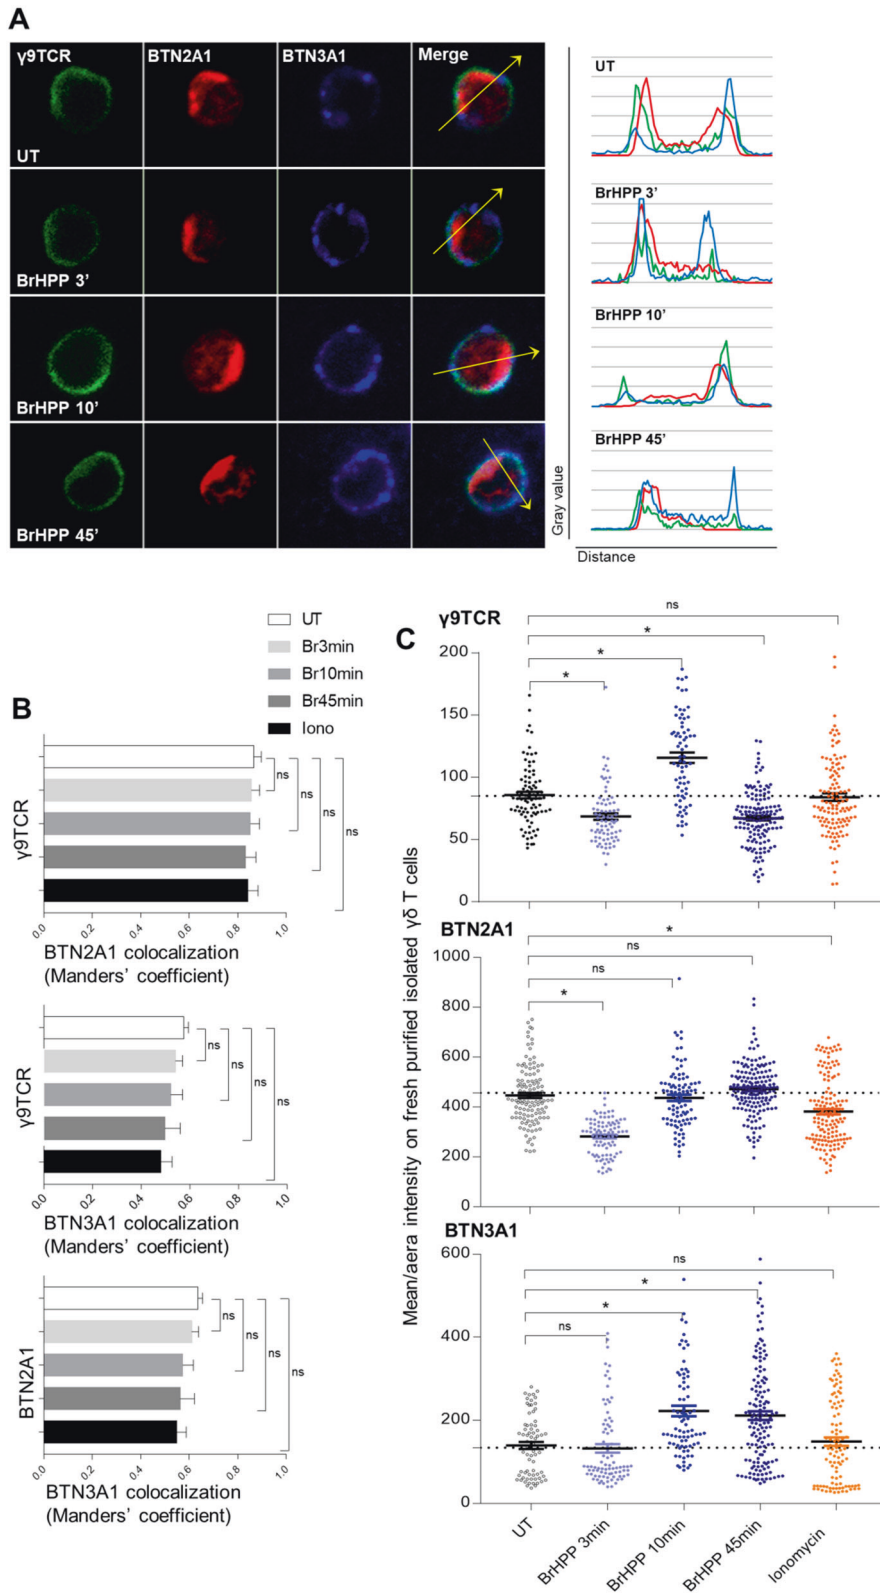 A
γ9TCR
BTN2A1
BTN3A1
Merge
UT
BrHPP 3’
BrHPP 10’
BrHPP 45’
UT
BrHPP 3’
BrHPP 10’
BrHPP 45’
Gray value
Distance
B
UT
Br3min
Br10min
Br45min
Iono
γ9TCR
ns
ns
ns
ns
0.0 0.2 0.4 0.6 0.8 1.0
BTN2A1 colocalization
(Manders’ coefficient)
γ9TCR
ns
ns
ns
ns
0.0 0.2 0.4 0.6 0.8 1.0
BTN3A1 colocalization
(Manders’ coefficient)
BTN2A1
ns
ns
ns
ns
0.0 0.2 0.4 0.6 0.8 1.0
BTN3A1 colocalization
(Manders’ coefficient)
C
Mean/aera intensity on fresh purified isolated γδ T cells
γ9TCR
ns
*
*
*
200
150
100
50
0
BTN2A1
*
ns
ns
*
1000
800
600
400
200
0
BTN3A1
ns
*
*
ns
600
400
200
0
UT
BrHPP 3min
BrHPP 10min
BrHPP 45min
Ionomycin